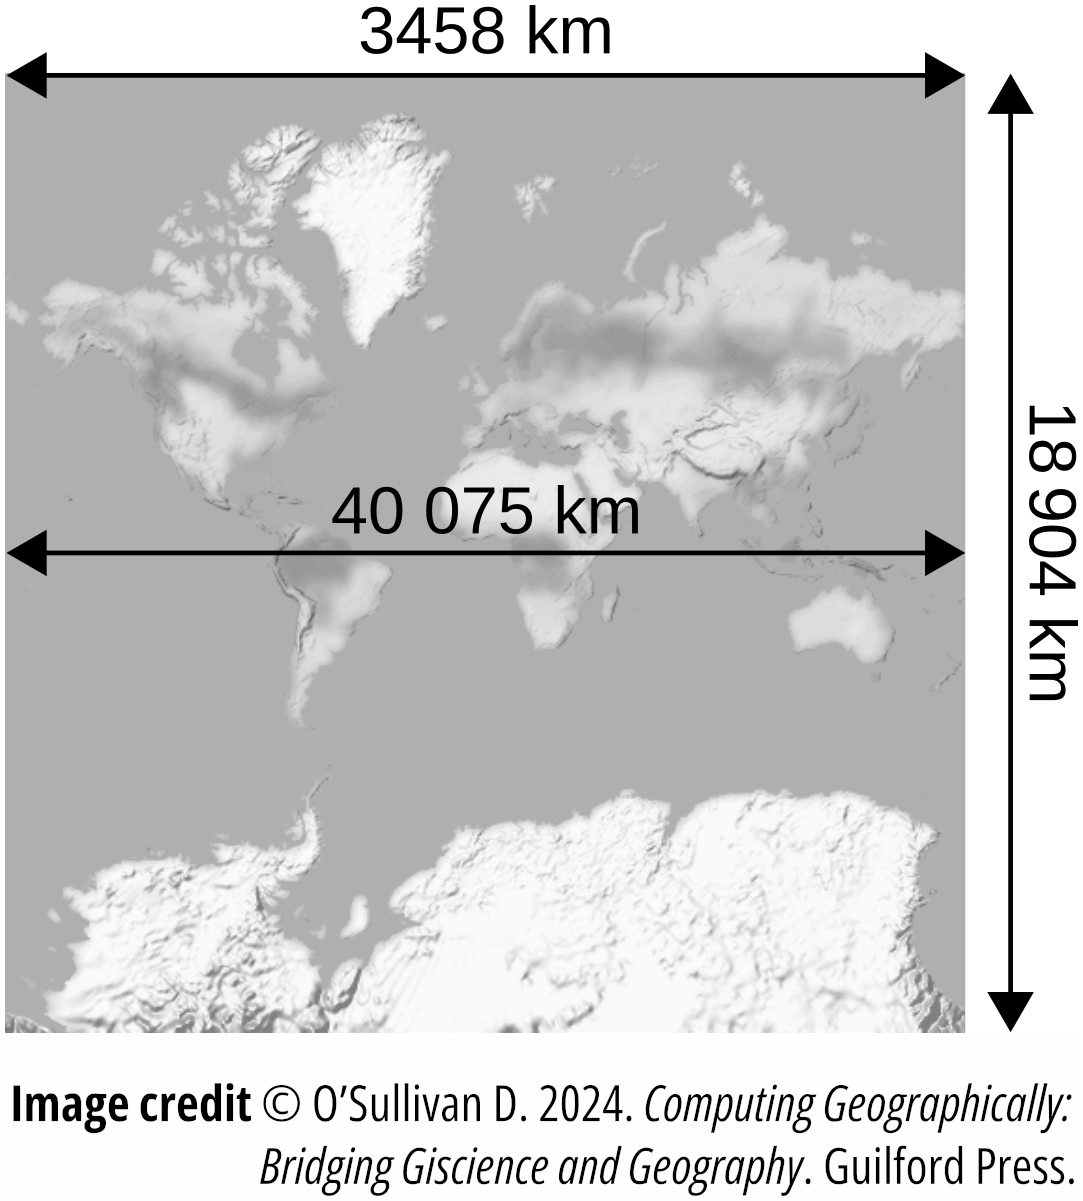 3458 km
40 075 km
18 904 km
Image credit © O’Sullivan D. 2024. Computing Geographically:
Bridging Giscience and Geography. Guilford Press.